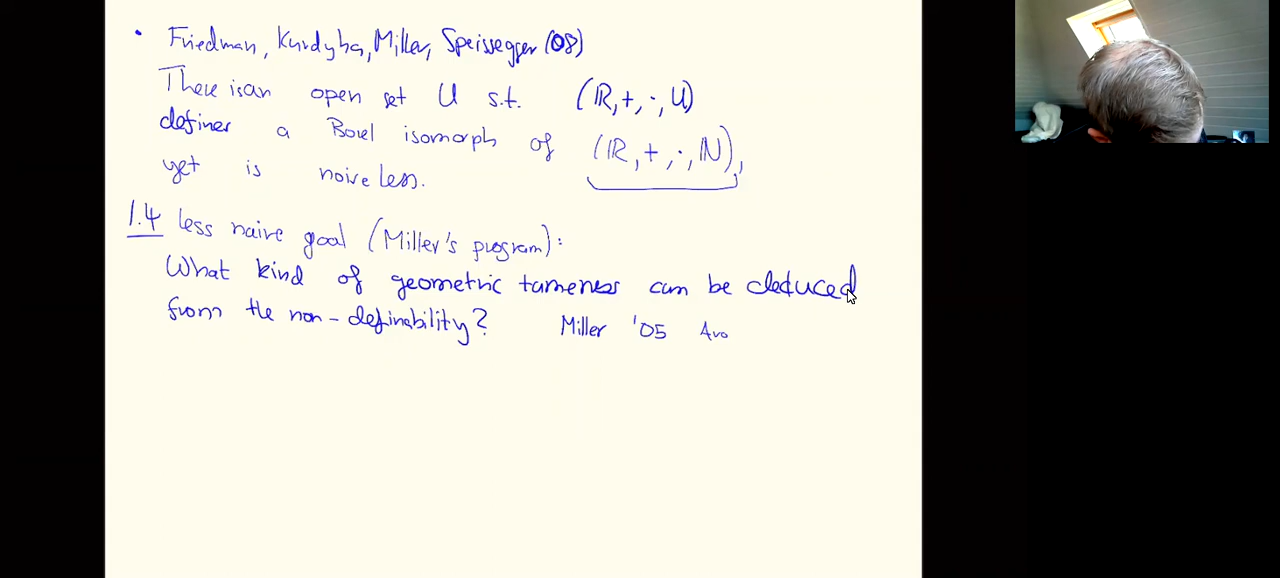 • Friedman, Kurdyka, Miller, Speissegger (08)
There is an open set U s.t. (ℝ, +, ·, U)
defines a Borel isomorph of (ℝ, +, ·, ℕ),
yet is noiseless.
1.4 less naive goal (Miller's program):
What kind of geometric tameness can be deduced
from the non-definability? Miller '05 Avo